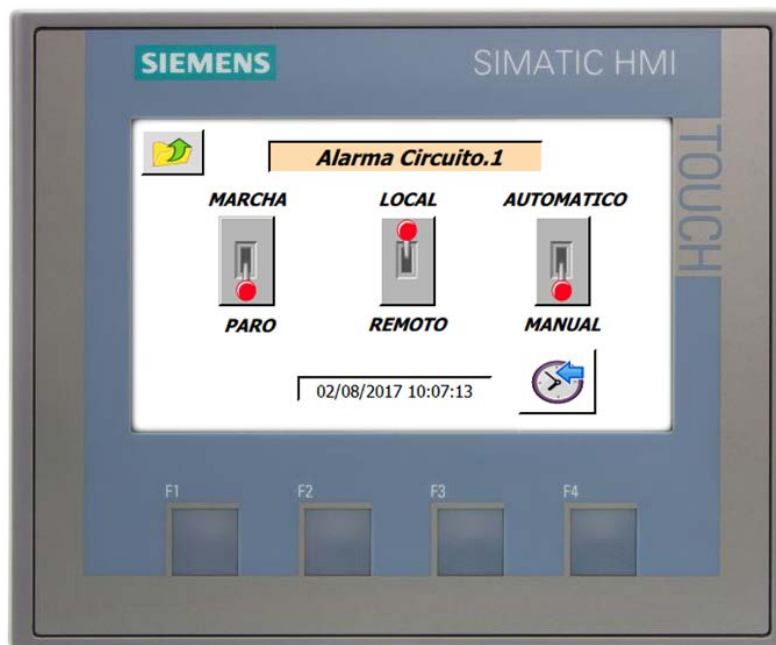 SIEMENS
SIMATIC HMI
TOUCH
Alarma Circuito.1
MARCHA
LOCAL
AUTOMATICO
PARO
REMOTO
MANUAL
02/08/2017 10:07:13
F1
F2
F3
F4